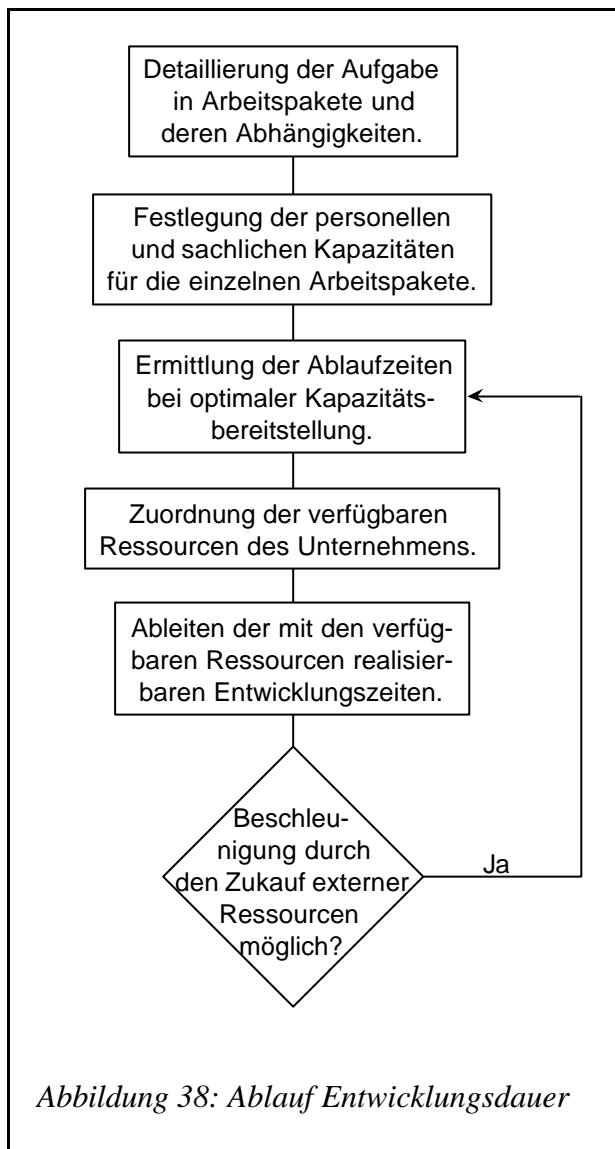 Detaillierung der Aufgabe
in Arbeitspakete und
deren Abhängigkeiten.
Festlegung der personellen
und sachlichen Kapazitäten
für die einzelnen Arbeitspakete.
Ermittlung der Ablaufzeiten
bei optimaler Kapazitäts-
bereitstellung.
Zuordnung der verfügbaren
Ressourcen des Unternehmens.
Ableiten der mit den verfüg-
baren Ressourcen realisier-
baren Entwicklungszeiten.
Beschleu-
nigung durch
den Zukauf externer
Ressourcen
möglich?
Ja
Abbildung 38: Ablauf Entwicklungsdauer